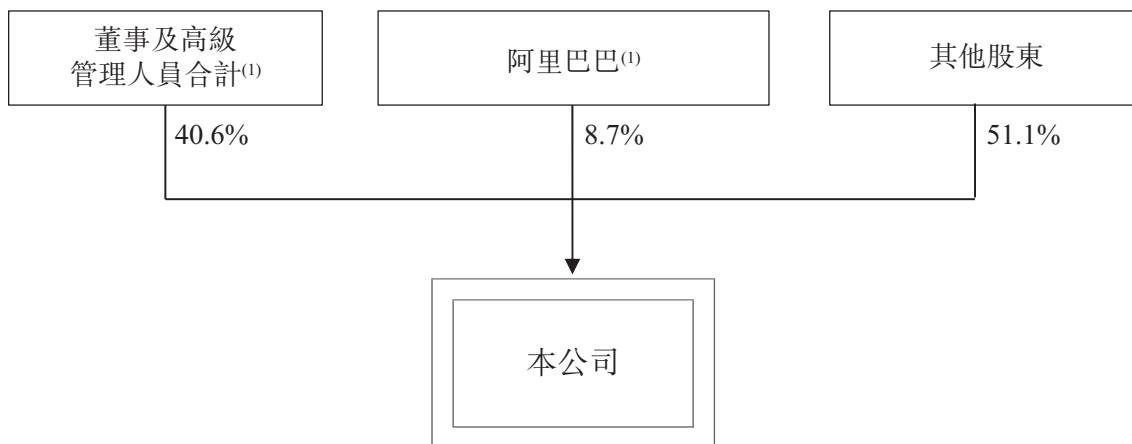 董事及高級
管理人員合計(1)
阿里巴巴(1)
其他股東
40.6%
8.7%
51.1%
本公司